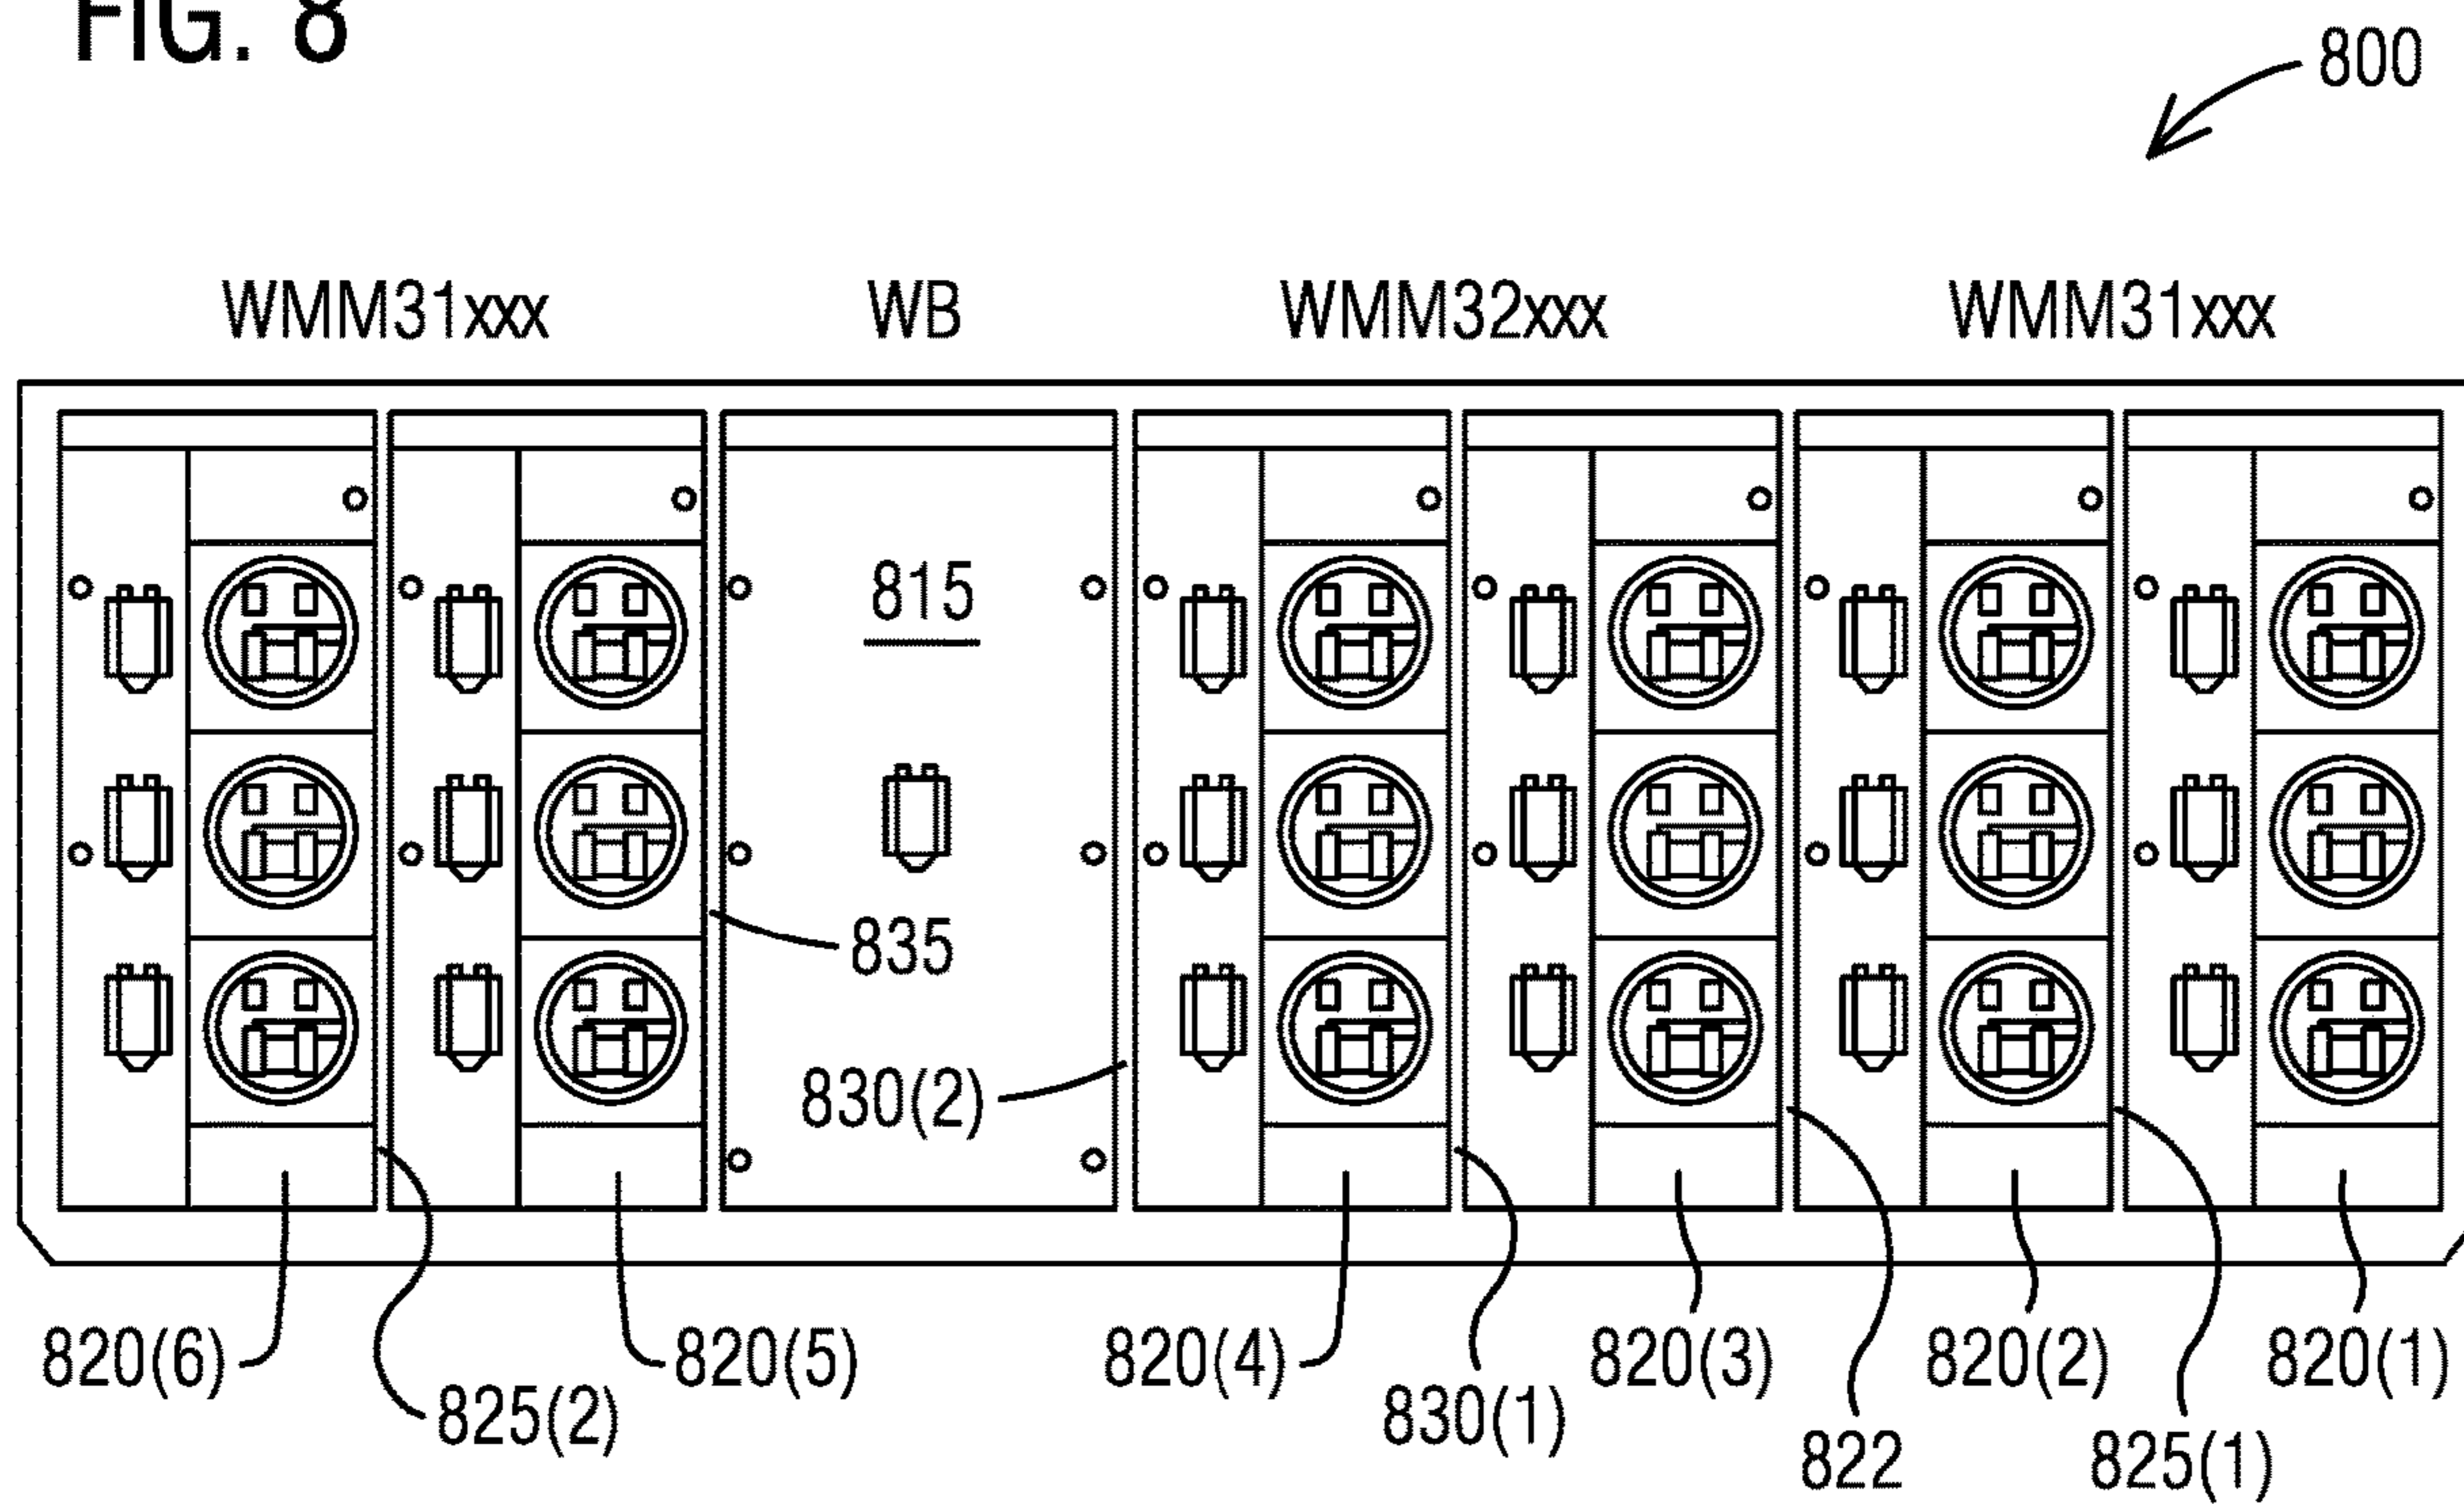 FIG. 8
800
WMM31xxx WB WMM32xxx WMM31xxx
815
835
830(2)
820(6) 820(5) 820(4) 820(3) 820(2) 820(1)
825(2) 830(1)
822 825(1)